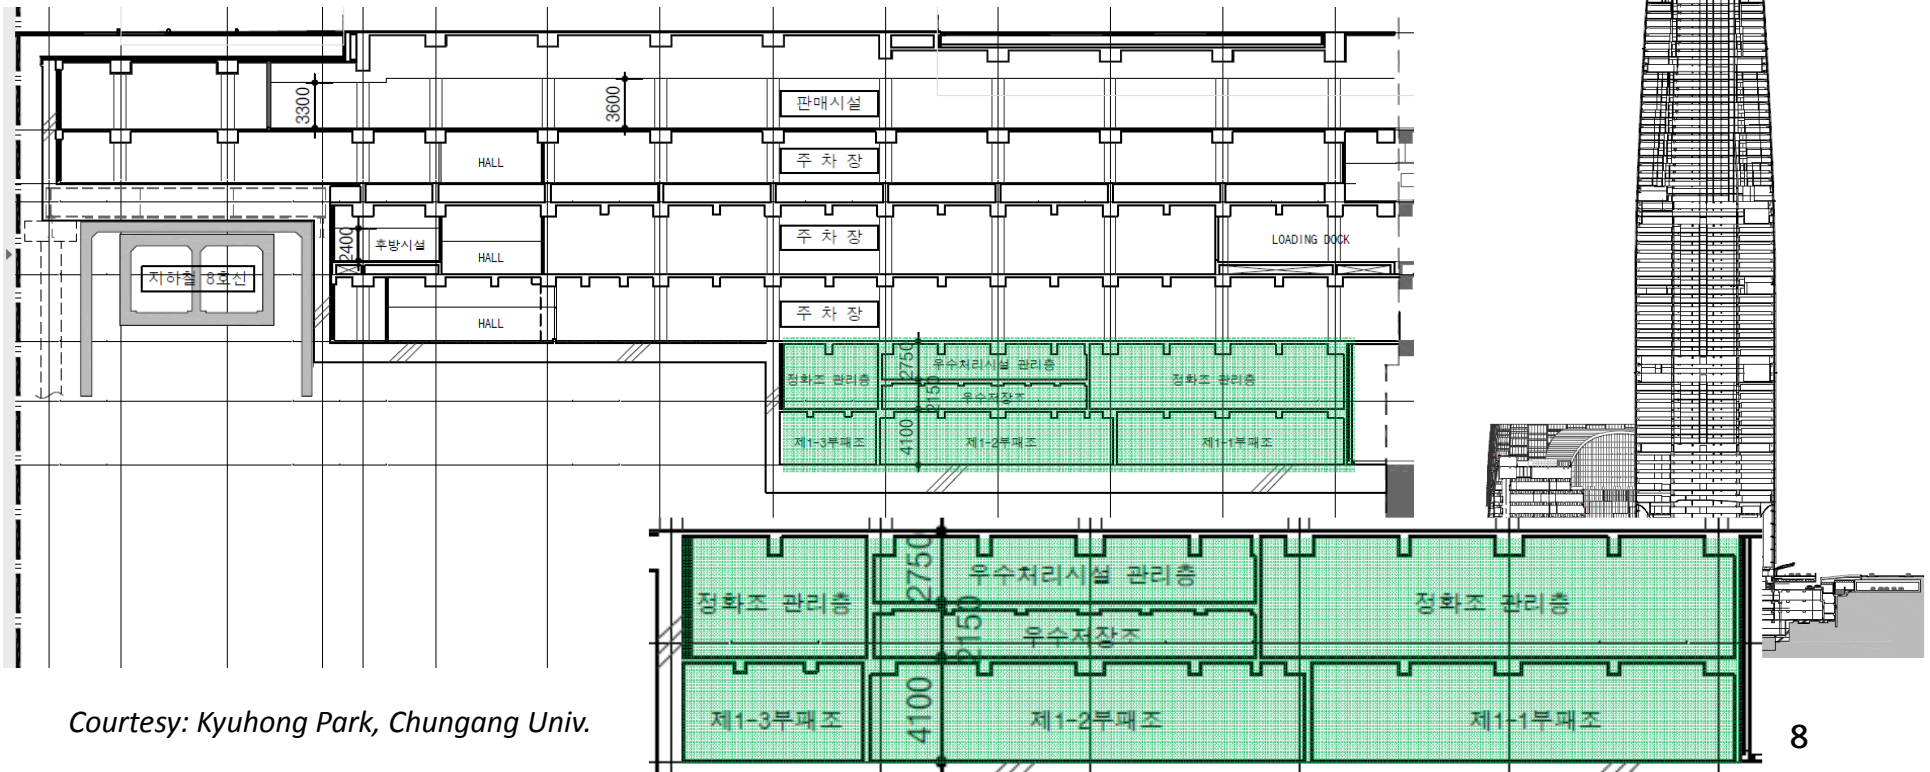 3300
3600
판매시설
HALL
주 차 장
2400
후방시설
HALL
주 차 장
LOADING DOCK
지하철 8호선
HALL
주 차 장
2750
우수처리시설 관리층
정화조 관리층
정화조 관리층
2150
우수저장조
4100
제1-3부패조
제1-2부패조
제1-1부패조
2750
우수처리시설 관리층
정화조 관리층
정화조 관리층
2150
우수저장조
4100
제1-3부패조
제1-2부패조
제1-1부패조
Courtesy: Kyuhong Park, Chungang Univ.
8